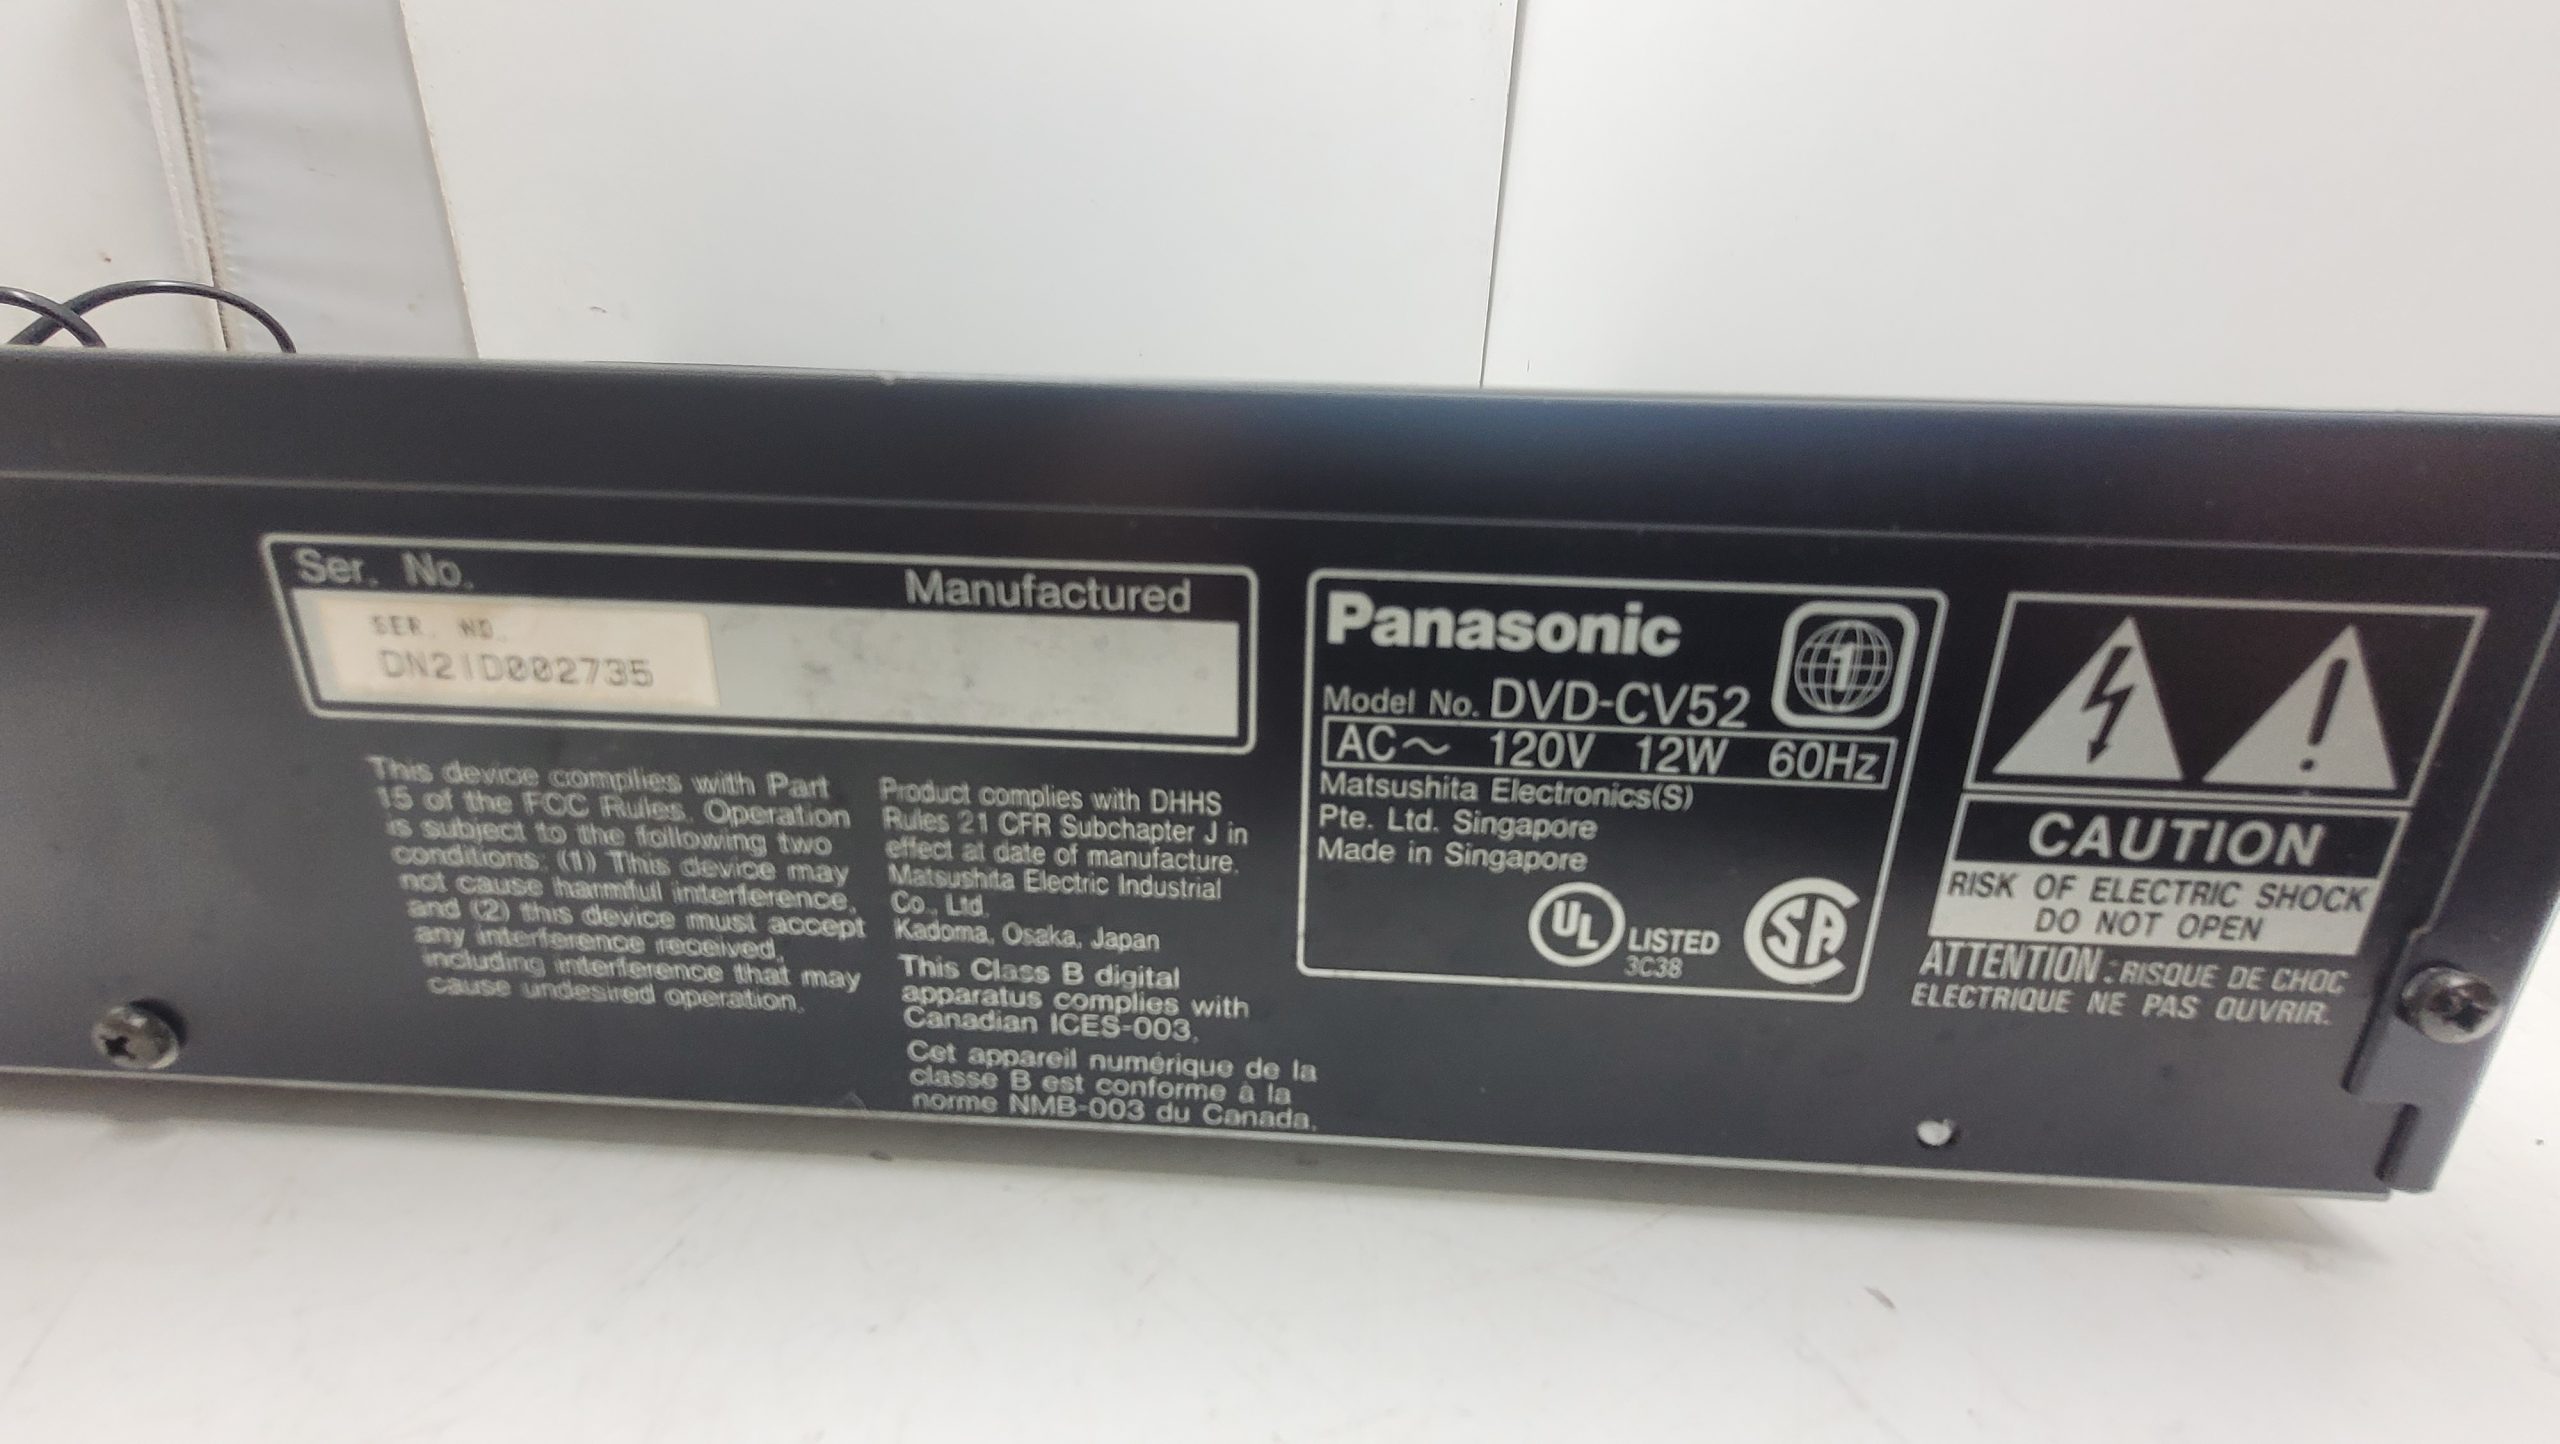 Ser. No.
Manufactured
SER. NO.
DN21D002735
This device complies with Part
15 of the FCC Rules. Operation
is subject to the following two
conditions: (1) This device may
not cause harmful interference,
and (2) this device must accept
any interference received,
including interference that may
cause undesired operation.
Product complies with DHHS
Rules 21 CFR Subchapter J in
effect at date of manufacture.
Matsushita Electric Industrial
Co., Ltd.
Kadoma, Osaka, Japan
This Class B digital
apparatus complies with
Canadian ICES-003.
Cet appareil numérique de la
classe B est conforme à la
norme NMB-003 du Canada.
Panasonic
1
Model No. DVD-CV52
AC~ 120V 12W 60Hz
Matsushita Electronics(S)
Pte. Ltd. Singapore
Made in Singapore
UL LISTED
3C38
SA
!
CAUTION
RISK OF ELECTRIC SHOCK
DO NOT OPEN
ATTENTION : RISQUE DE CHOC
ELECTRIQUE NE PAS OUVRIR.